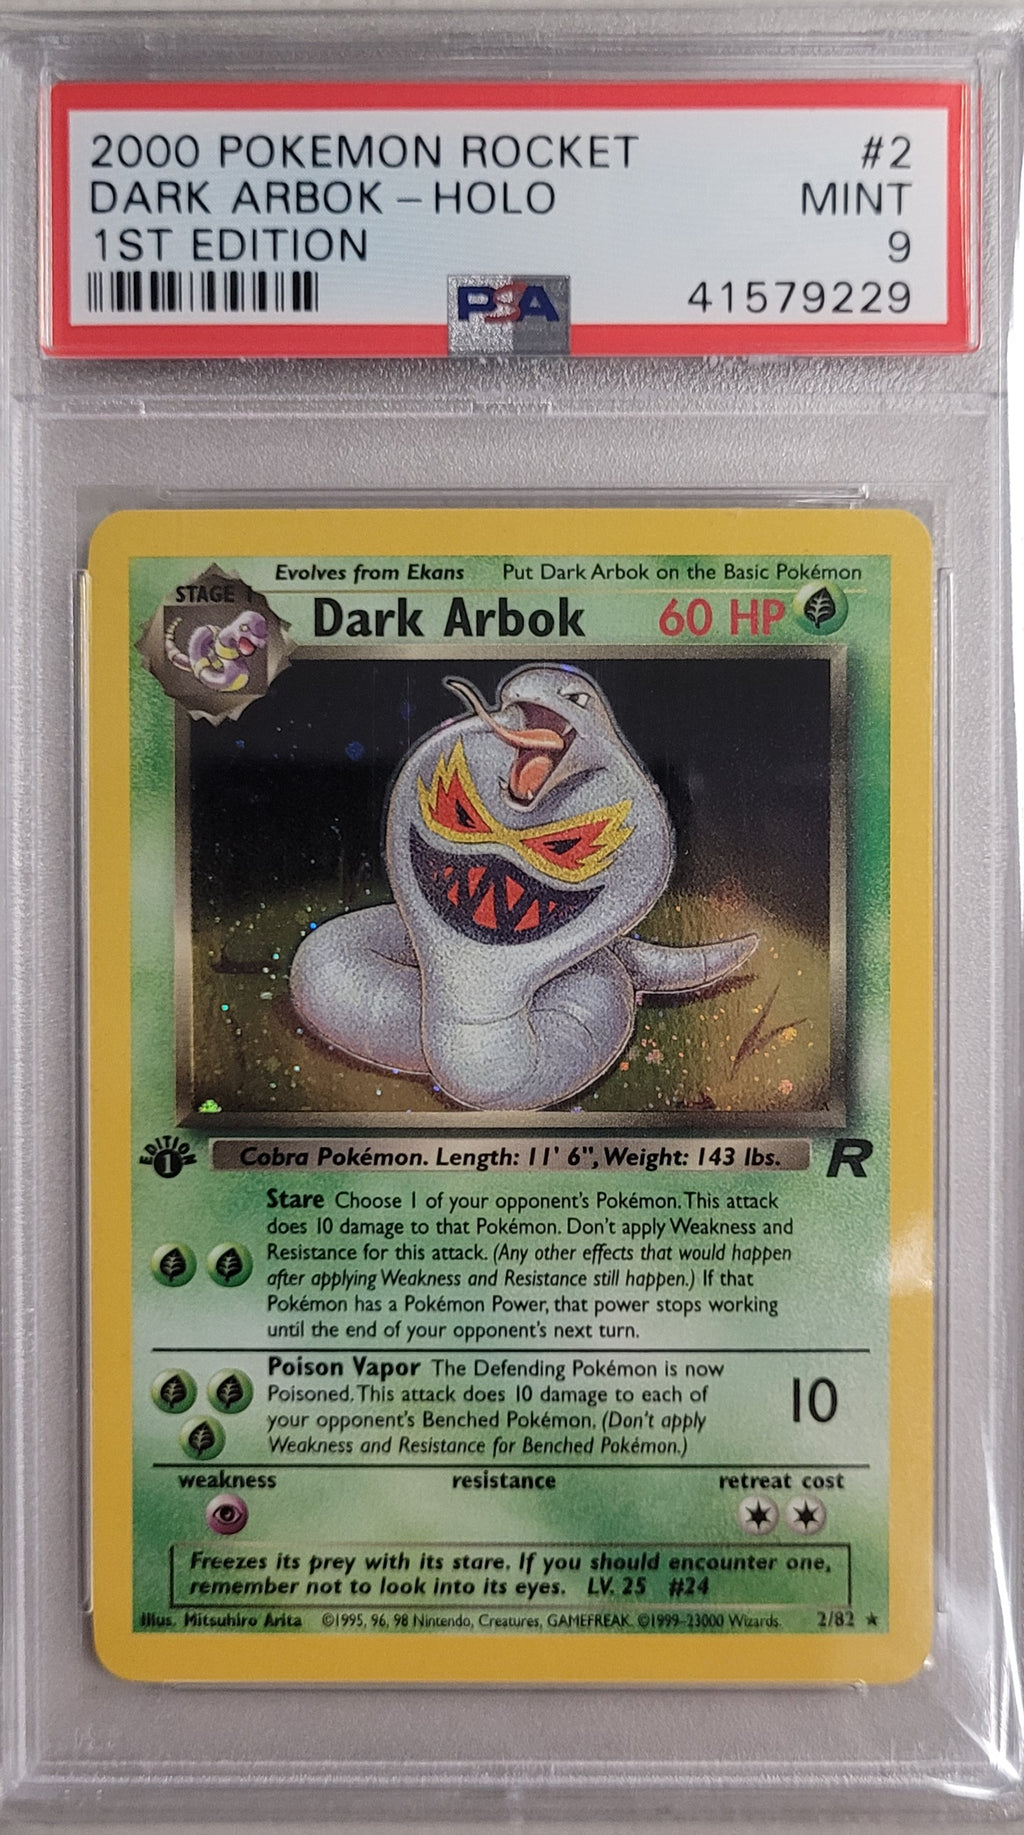 2000 POKEMON ROCKET #2
DARK ARBOK – HOLO MINT
1ST EDITION 9
PSA 41579229
Evolves from Ekans Put Dark Arbok on the Basic Pokémon
STAGE 1
Dark Arbok 60 HP
EDITION 1
Cobra Pokémon. Length: 11' 6", Weight: 143 lbs. R
Stare Choose 1 of your opponent's Pokémon. This attack
does 10 damage to that Pokémon. Don't apply Weakness and
Resistance for this attack. (Any other effects that would happen
after applying Weakness and Resistance still happen.) If that
Pokémon has a Pokémon Power, that power stops working
until the end of your opponent's next turn.
Poison Vapor The Defending Pokémon is now
Poisoned. This attack does 10 damage to each of 10
your opponent's Benched Pokémon. (Don't apply
Weakness and Resistance for Benched Pokémon.)
weakness resistance retreat cost
Freezes its prey with its stare. If you should encounter one,
remember not to look into its eyes. LV. 25 #24
Illus. Mitsuhiro Arita ©1995, 96, 98 Nintendo, Creatures, GAMEFREAK. ©1999-23000 Wizards. 2/82 ★